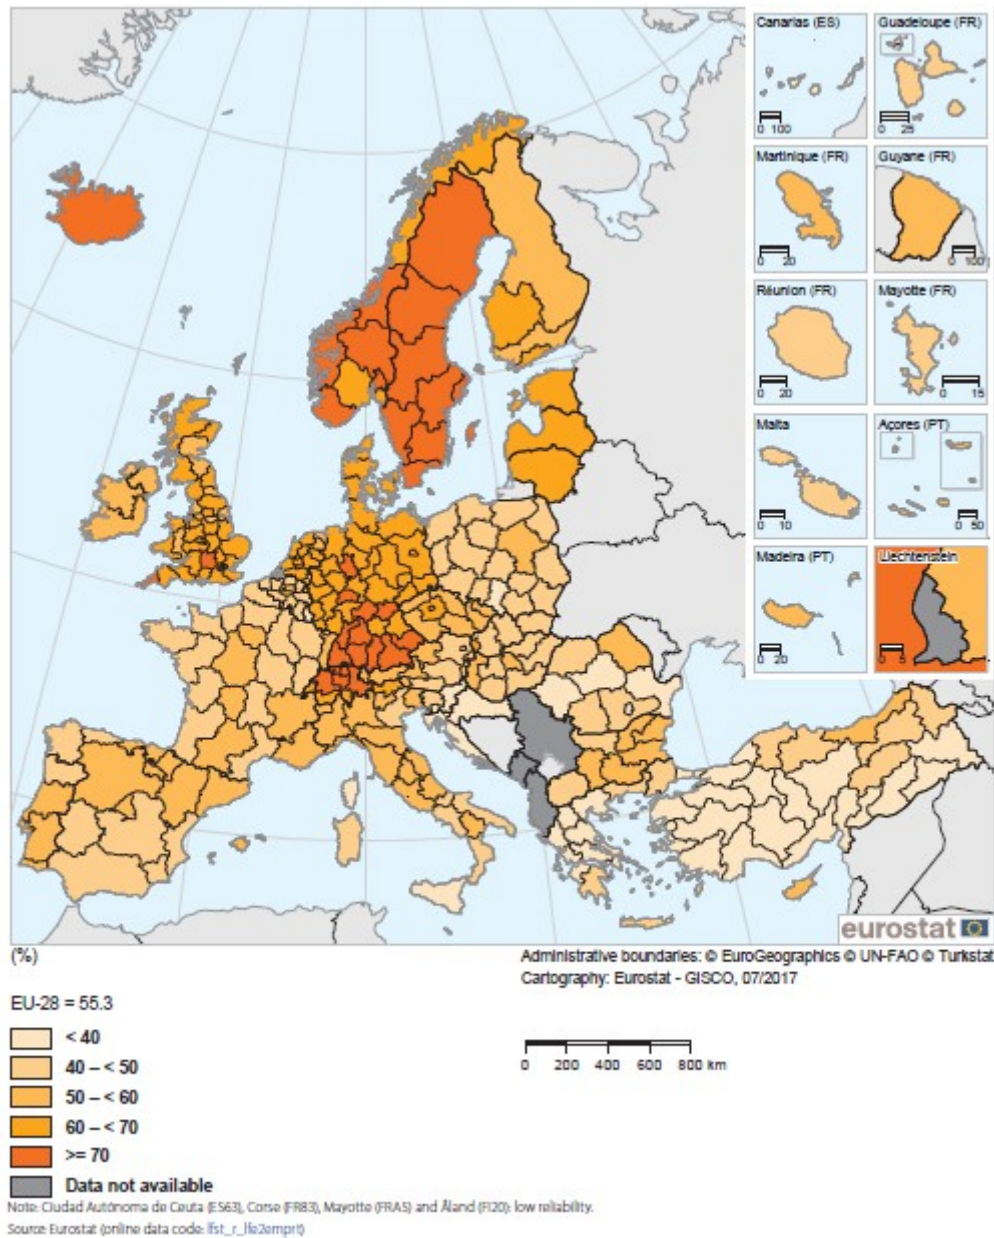 Canarias (ES)
0 100
Guadeloupe (FR)
0 25
Martinique (FR)
0 20
Guyane (FR)
0 100
Réunion (FR)
0 20
Mayotte (FR)
0 15
Malta
0 10
Açores (PT)
0 50
Madeira (PT)
0 20
Liechtenstein
0 5
eurostat
(%)
Administrative boundaries: © EuroGeographics © UN-FAO © Turkstat
Cartography: Eurostat - GISCO, 07/2017
EU-28 = 55.3
< 40
40 – < 50
50 – < 60
60 – < 70
>= 70
Data not available
0 200 400 600 800 km
Note: Ciudad Autónoma de Ceuta (ES63), Corse (FR83), Mayotte (FRA5) and Åland (FI20): low reliability.
Source: Eurostat (online data code: lfst_r_lfe2emprt)